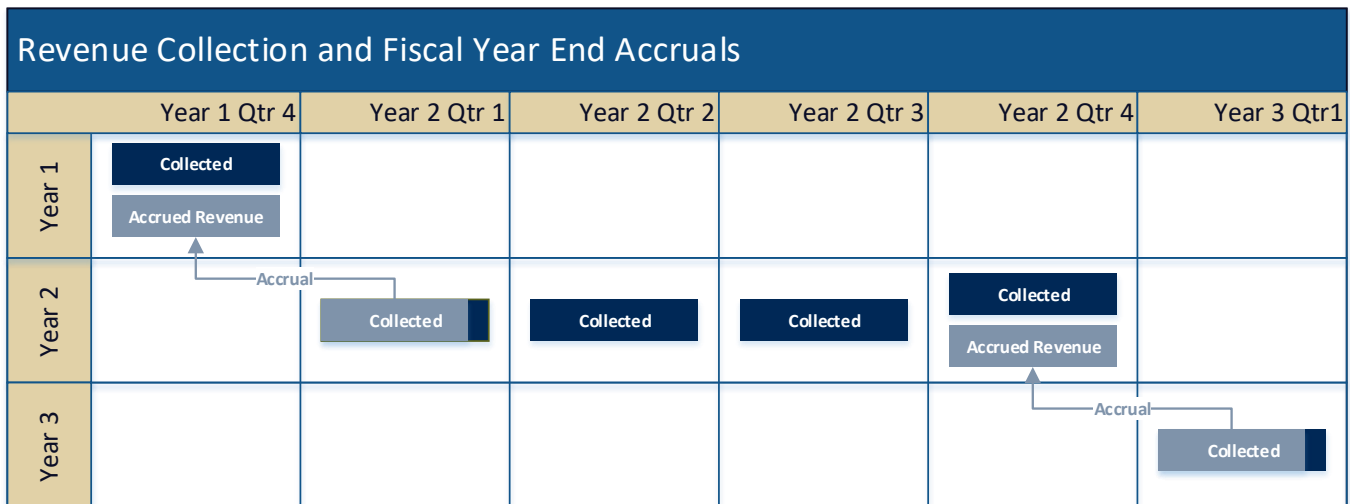 Revenue Collection and Fiscal Year End Accruals
Year 1 Qtr 4
Year 2 Qtr 1
Year 2 Qtr 2
Year 2 Qtr 3
Year 2 Qtr 4
Year 3 Qtr1
Year 1
Collected
Accrued Revenue
Year 2
Accrual
Collected
Collected
Collected
Collected
Accrued Revenue
Year 3
Accrual
Collected